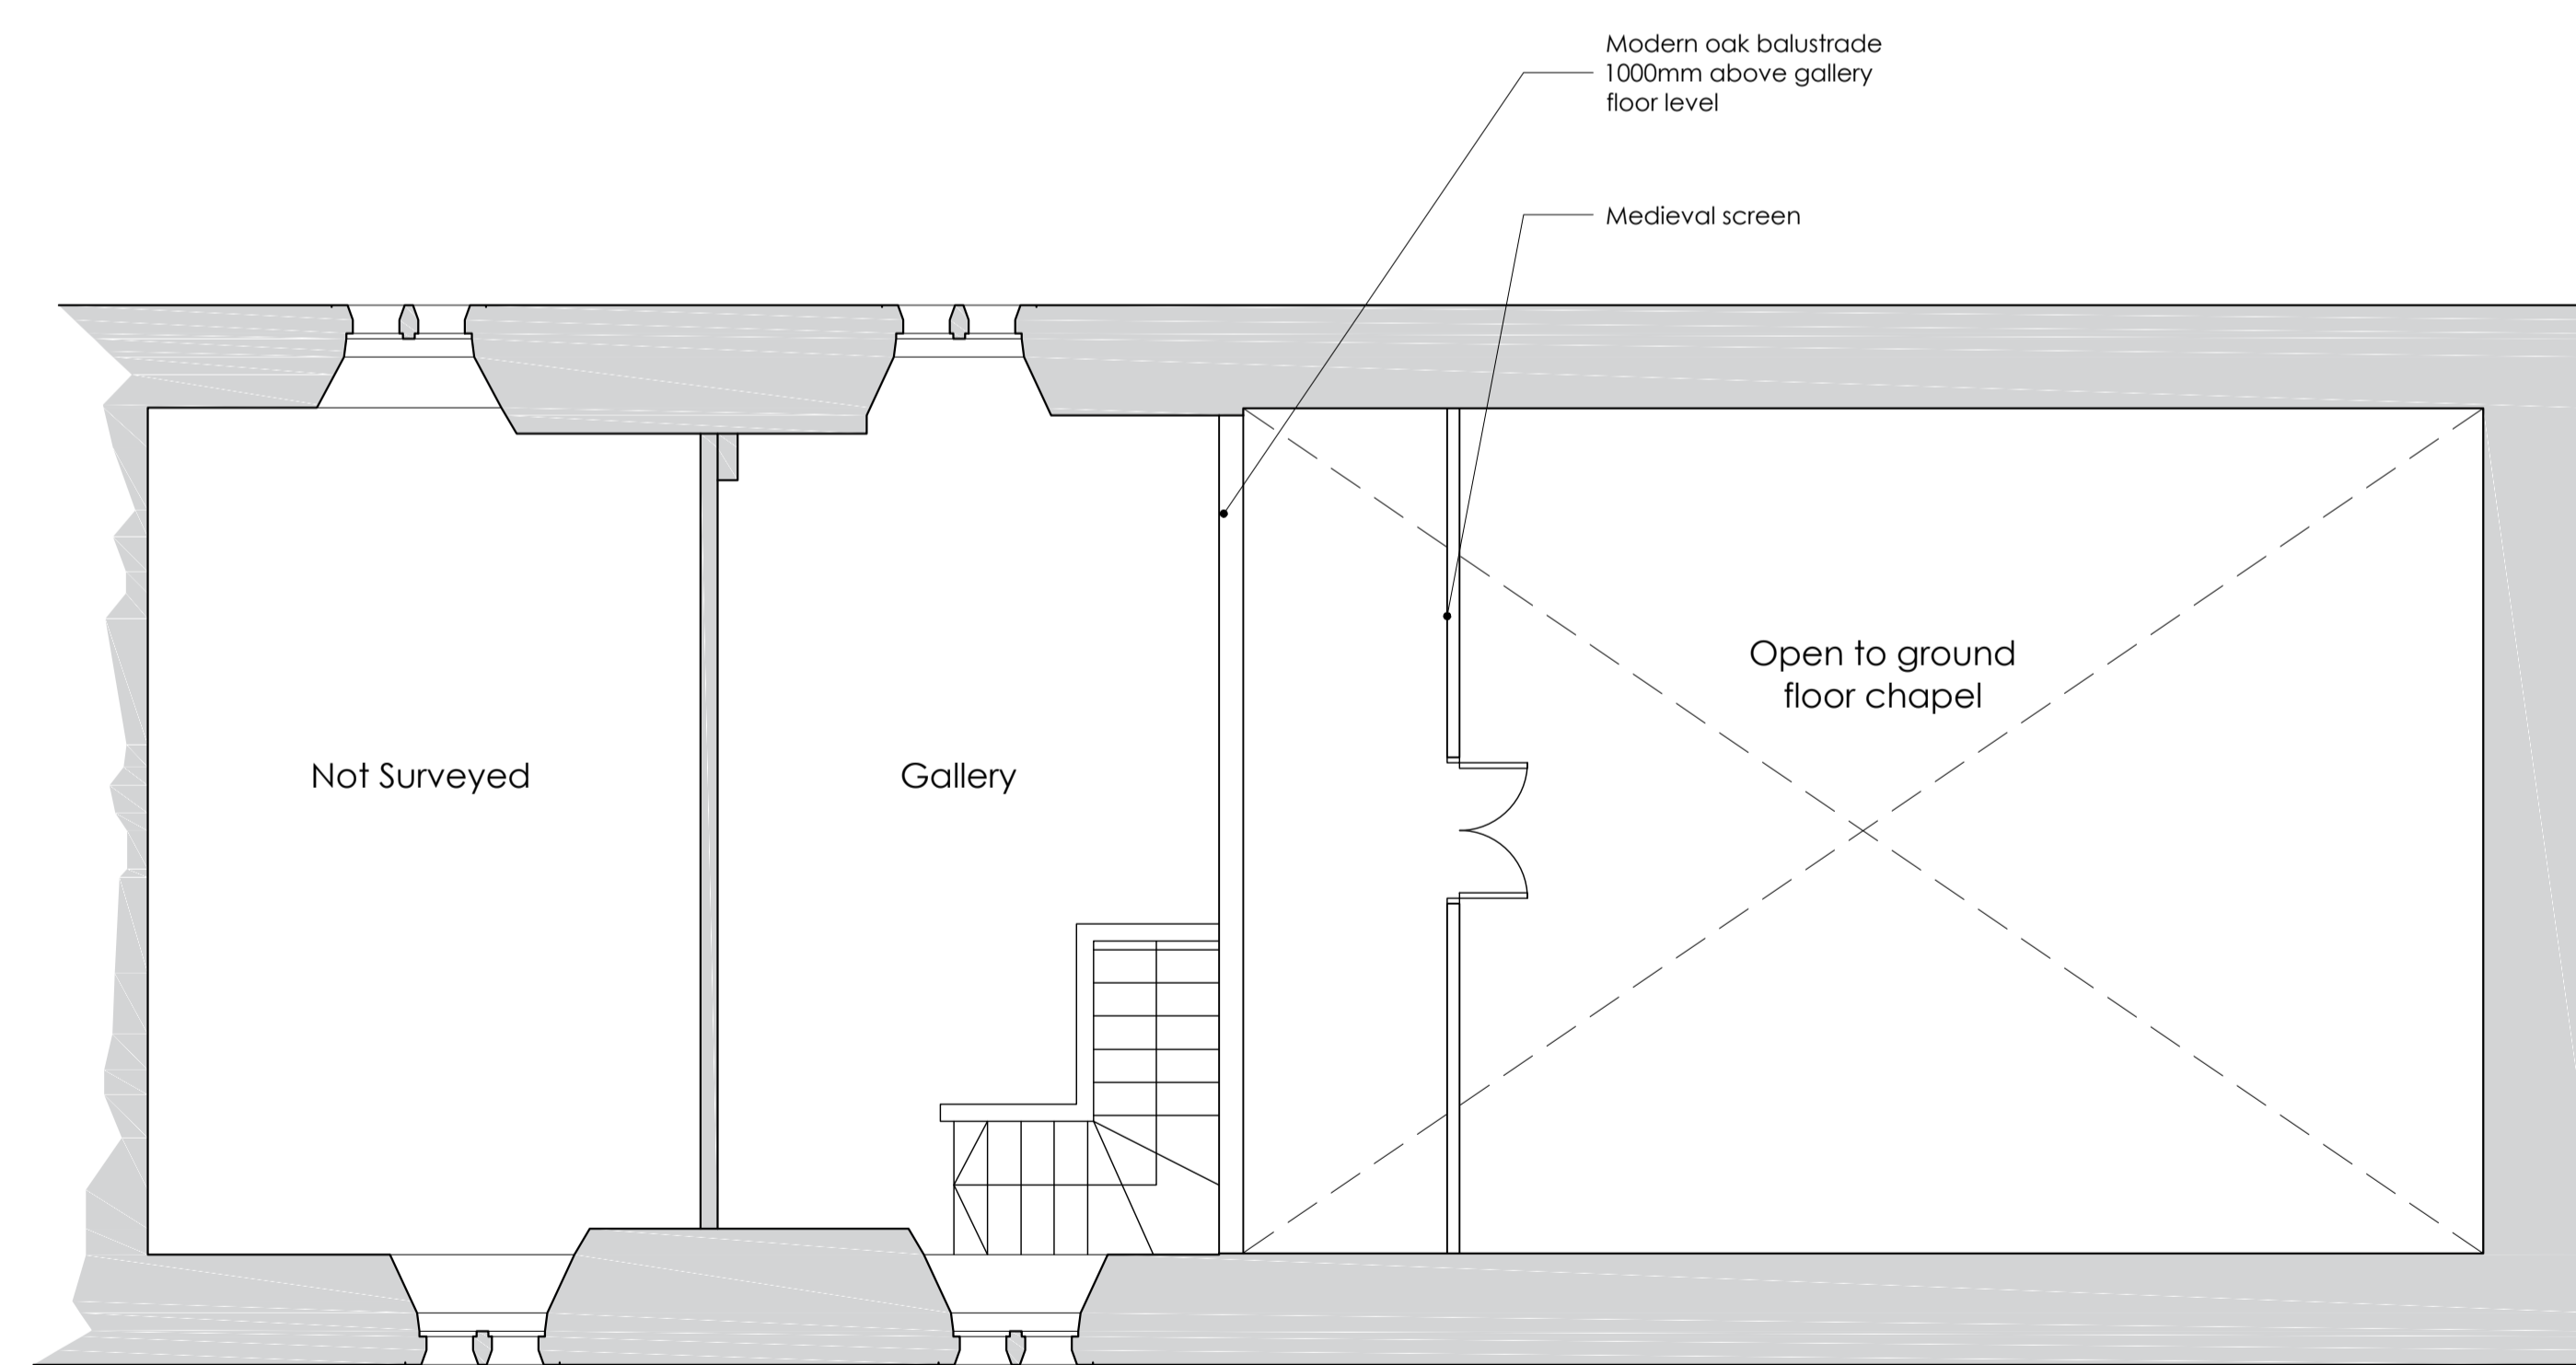 Modern oak balustrade
1000mm above gallery
floor level
Medieval screen
Open to ground
floor chapel
Not Surveyed
Gallery